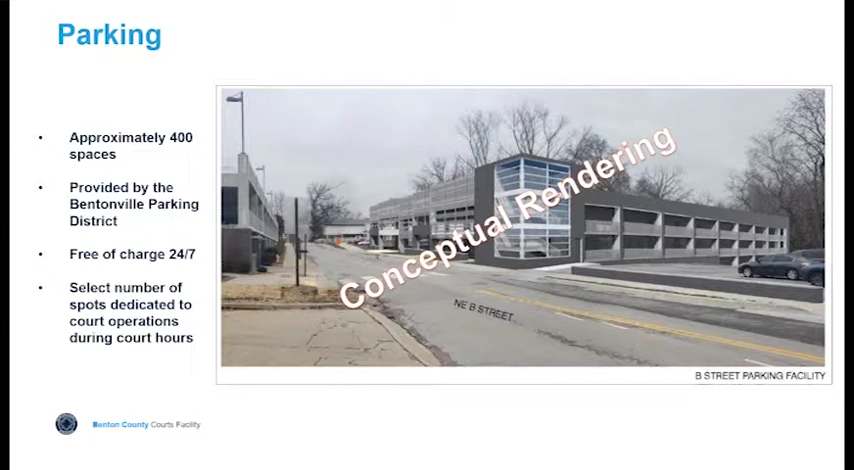 Parking
• Approximately 400
spaces
• Provided by the
Bentonville Parking
District
• Free of charge 24/7
• Select number of
spots dedicated to
court operations
during court hours
Conceptual Rendering
NE B STREET
B STREET PARKING FACILITY
Benton County Courts Facility